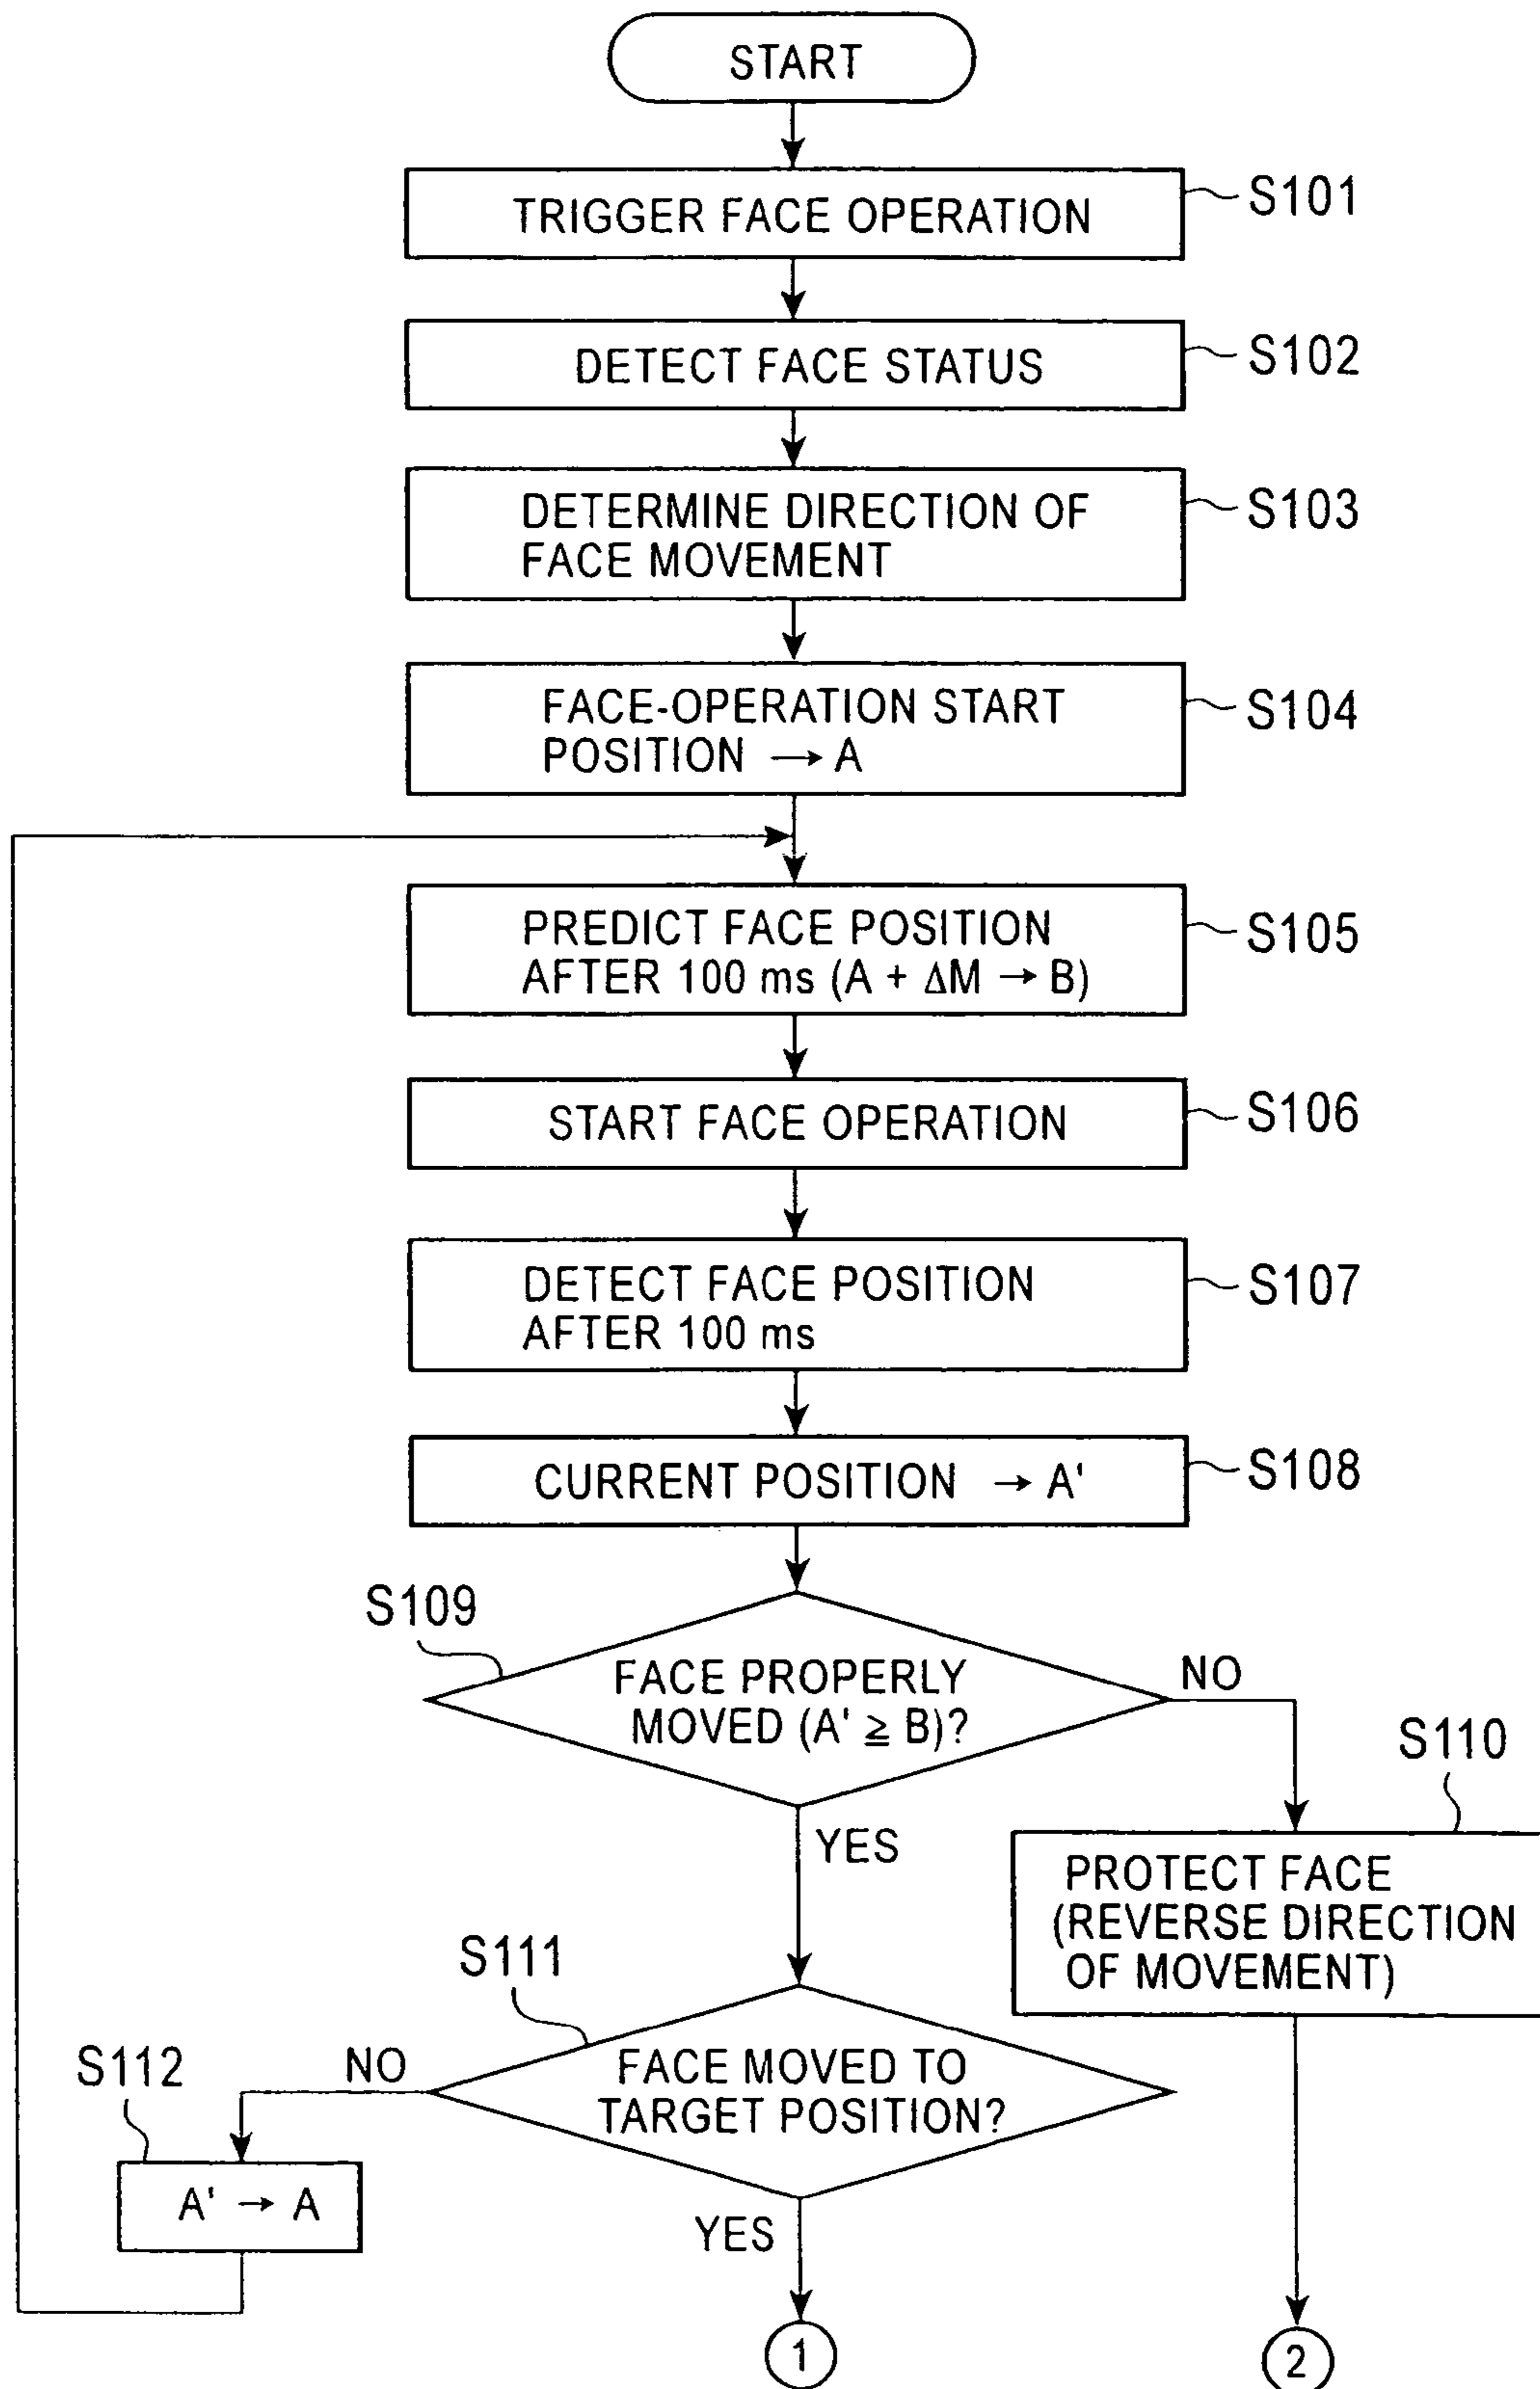 START
TRIGGER FACE OPERATION
S101
DETECT FACE STATUS
S102
DETERMINE DIRECTION OF
FACE MOVEMENT
S103
FACE-OPERATION START
POSITION → A
S104
PREDICT FACE POSITION
AFTER 100 ms (A + ΔM → B)
S105
START FACE OPERATION
S106
DETECT FACE POSITION
AFTER 100 ms
S107
CURRENT POSITION → A'
S108
S109
FACE PROPERLY
MOVED (A' ≧ B)?
NO
YES
S110
PROTECT FACE
(REVERSE DIRECTION
OF MOVEMENT)
S111
FACE MOVED TO
TARGET POSITION?
NO
S112
A' → A
YES
1
2